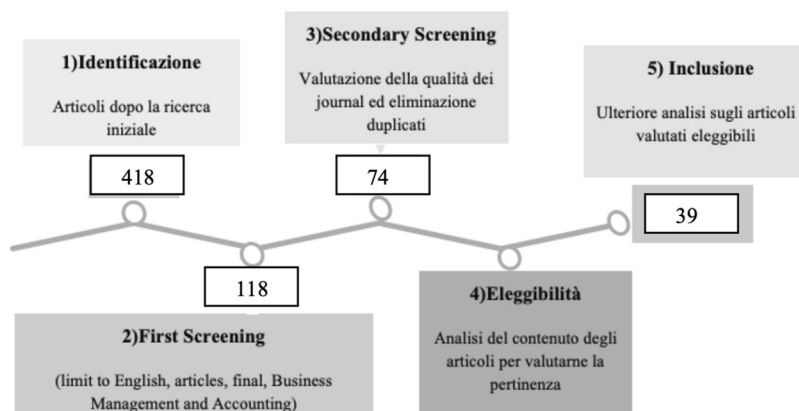 1)Identificazione
Articoli dopo la ricerca
iniziale
418
118
2)First Screening
(limit to English, articles, final, Business
Management and Accounting)
3)Secondary Screening
Valutazione della qualità dei
journal ed eliminazione
duplicati
74
4)Eleggibilità
Analisi del contenuto degli
articoli per valutarne la
pertinenza
5) Inclusione
Ulteriore analisi sugli articoli
valutati eleggibili
39